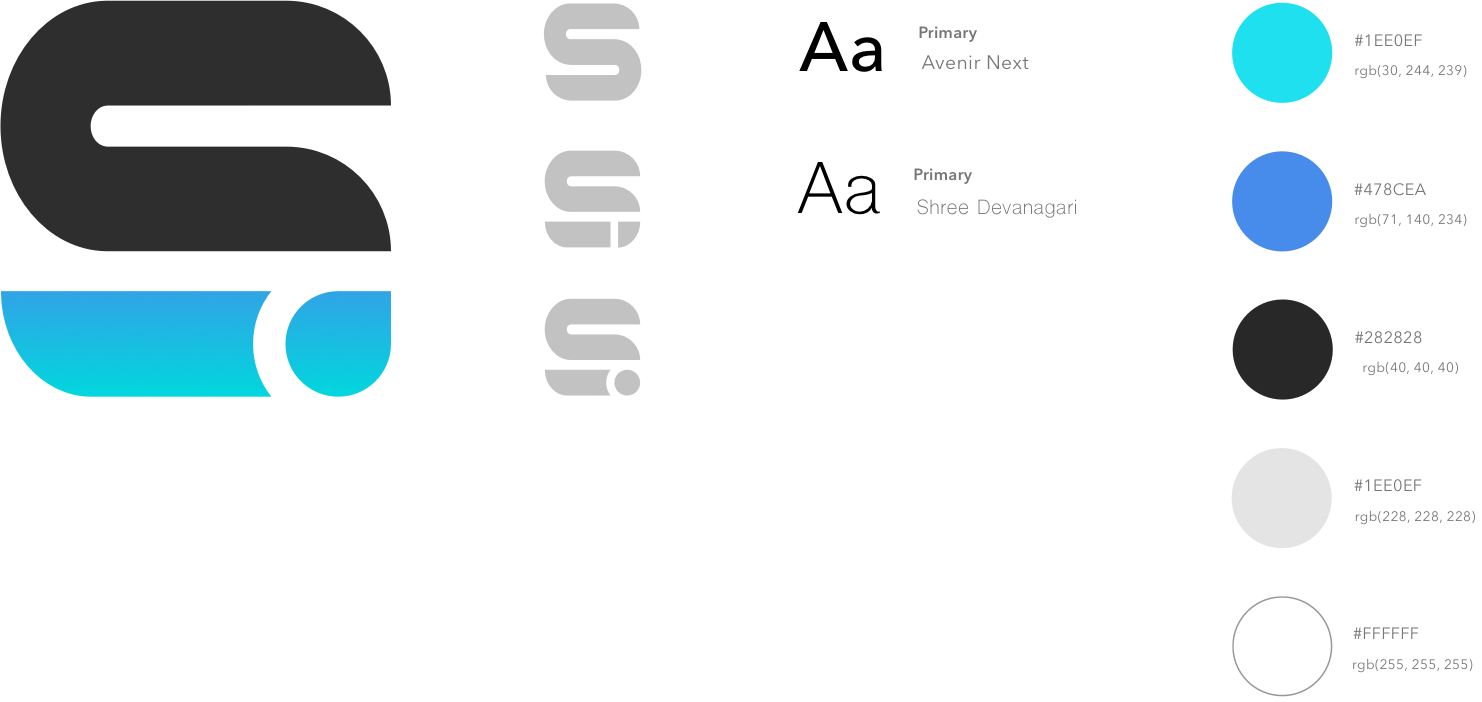 Aa
Primary
Avenir Next
Aa
Primary
Shree Devanagari
#1EE0EF
rgb(30, 244, 239)
#478CEA
rgb(71, 140, 234)
#282828
rgb(40, 40, 40)
#1EE0EF
rgb(228, 228, 228)
#FFFFFF
rgb(255, 255, 255)